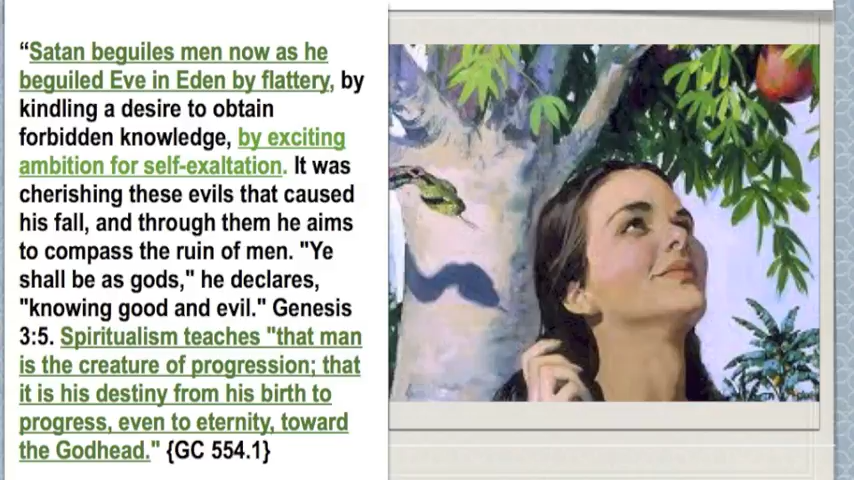 “Satan beguiles men now as he
beguiled Eve in Eden by flattery, by
kindling a desire to obtain
forbidden knowledge, by exciting
ambition for self-exaltation. It was
cherishing these evils that caused
his fall, and through them he aims
to compass the ruin of men. "Ye
shall be as gods," he declares,
"knowing good and evil." Genesis
3:5. Spiritualism teaches "that man
is the creature of progression; that
it is his destiny from his birth to
progress, even to eternity, toward
the Godhead." {GC 554.1}